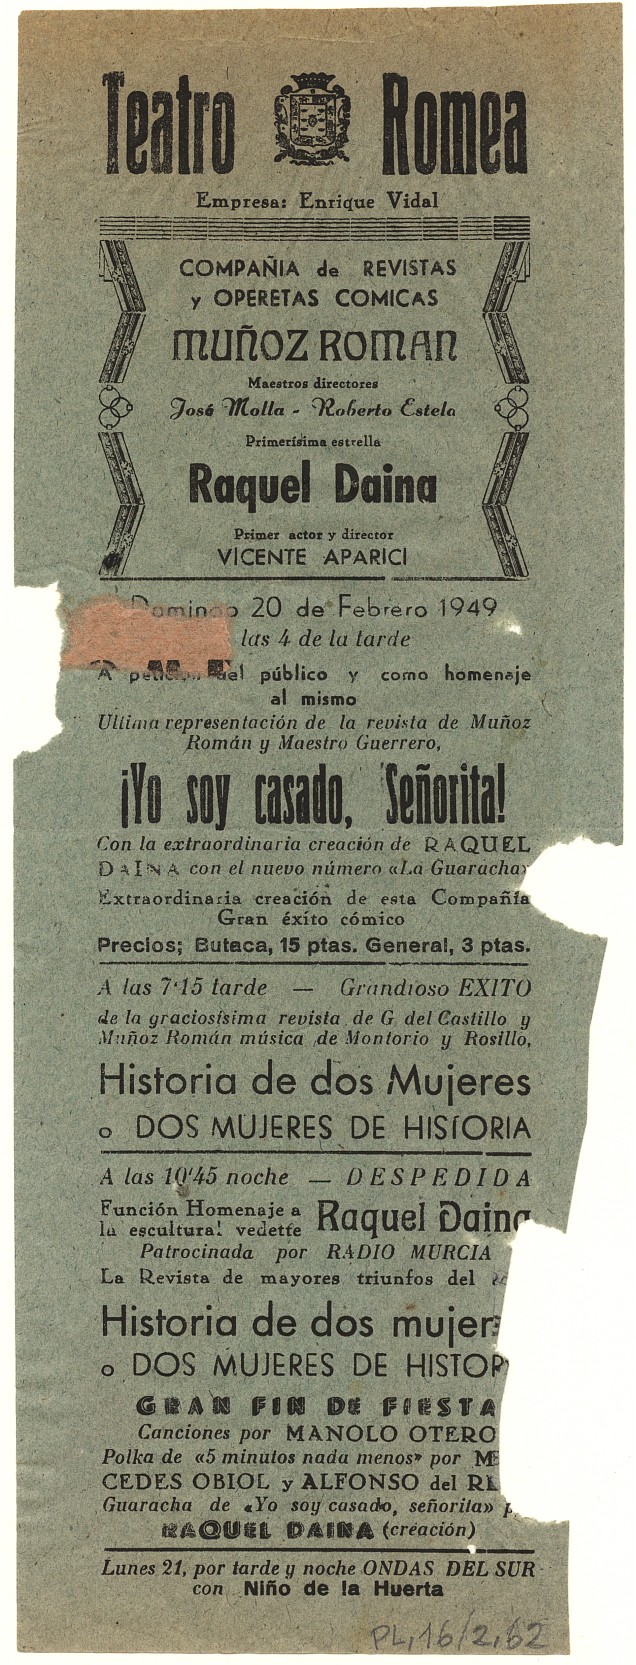 Teatro Romea
Empresa: Enrique Vidal
COMPAÑIA de REVISTAS
y OPERETAS COMICAS
MUÑOZ ROMAN
Maestros directores
José Molla - Roberto Estela
Primerísima estrella
Raquel Daina
Primer actor y director
VICENTE APARICI
Domingo 20 de Febrero 1949
las 4 de la tarde
A petición del público y como homenaje
al mismo
Ultima representación de la revista de Muñoz
Román y Maestro Guerrero,
¡Yo soy casado, Señorita!
Con la extraordinaria creación de RAQUEL
DAINA con el nuevo número «La Guaracha»
Extraordinaria creación de esta Compañía
Gran éxito cómico
Precios; Butaca, 15 ptas. General, 3 ptas.
A las 7'15 tarde — Grandioso EXITO
de la graciosísima revista de G del Castillo y
Muñoz Román música de Montorio y Rosillo,
Historia de dos Mujeres
o DOS MUJERES DE HISTORIA
A las 10'45 noche — DESPEDIDA
Función Homenaje a
la escultural vedette Raquel Daina
Patrocinada por RADIO MURCIA
La Revista de mayores triunfos del
Historia de dos mujer
o DOS MUJERES DE HISTOR
GRAN FIN DE FIESTA
Canciones por MANOLO OTERO
Polka de «5 minutos nada menos» por ME
CEDES OBIOL y ALFONSO del RE
Guaracha de «Yo soy casado, señorita» p
RAQUEL DAINA (creación)
Lunes 21, por tarde y noche ONDAS DEL SUR
con Niño de la Huerta
PL,16/2,62